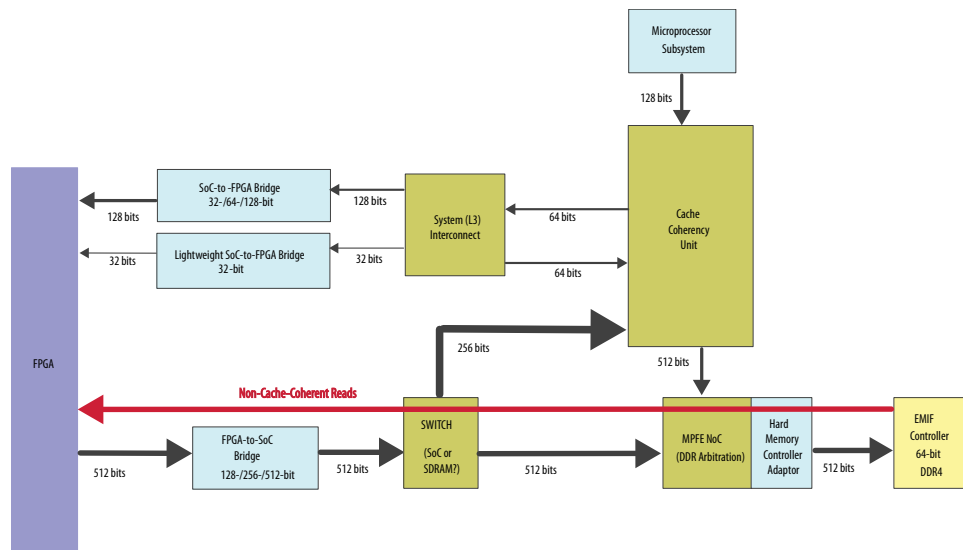 Microprocessor
Subsystem
128 bits
SoC-to -FPGA Bridge
32-/64-/128-bit
128 bits
128 bits
System (L3)
Interconnect
64 bits
Cache
Coherency
Unit
Lightweight SoC-to-FPGA Bridge
32-bit
32 bits
32 bits
64 bits
256 bits
512 bits
FPGA
Non-Cache-Coherent Reads
FPGA-to-SoC
Bridge
128-/256-/512-bit
512 bits
512 bits
SWITCH
(SoC or
SDRAM?)
512 bits
MPFE NoC
(DDR Arbitration)
Hard
Memory
Controller
Adaptor
512 bits
EMIF
Controller
64-bit
DDR4